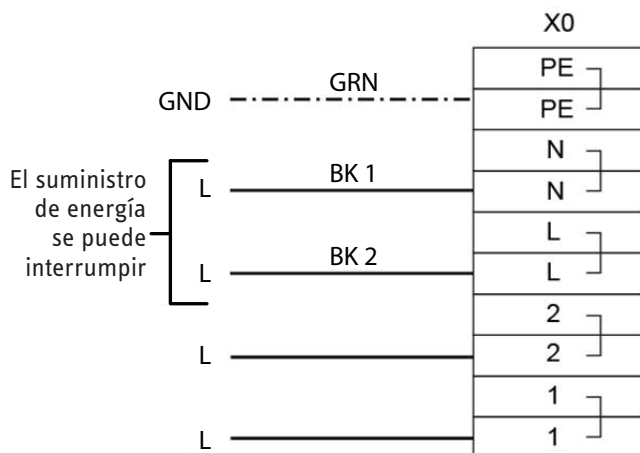 X0
PE
GND GRN PE
N
El suministro
de energía
se puede
interrumpir
L BK 1 N
L
L BK 2 L
2
L 2
1
L 1